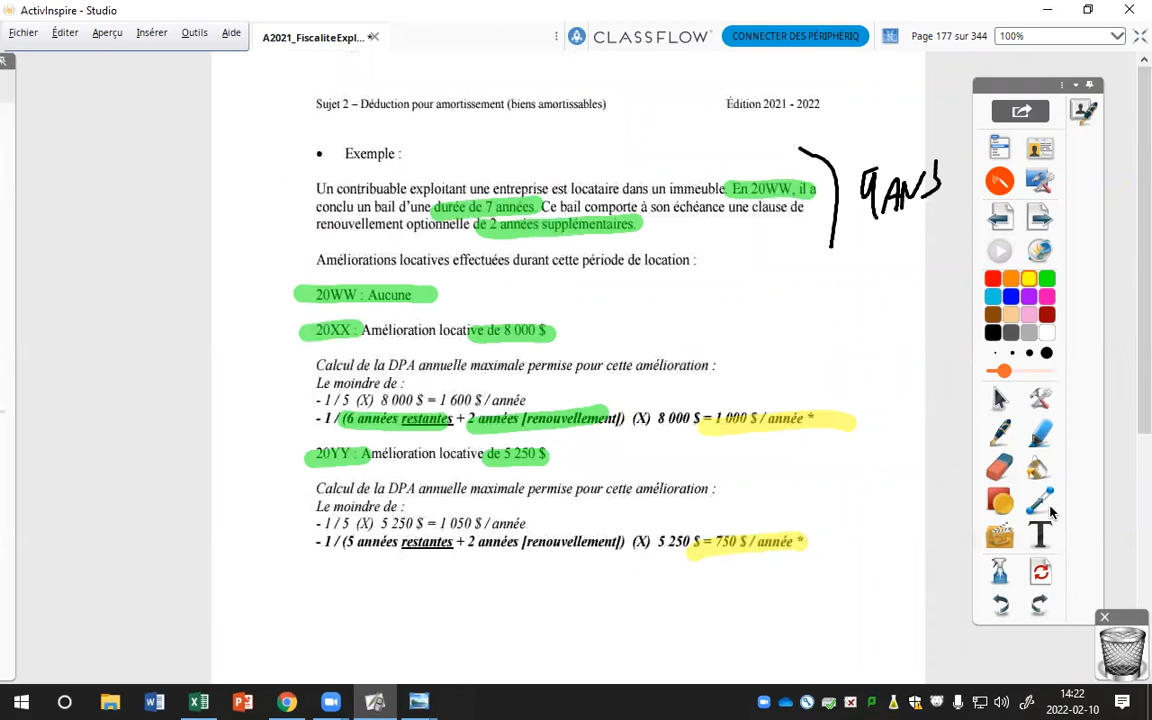 ActivInspire - Studio
Fichier Éditer Aperçu Insérer Outils Aide
A2021_FiscaliteExpl...
CLASSFLOW
CONNECTER DES PÉRIPHÉRIQ
Page 177 sur 344
100%
Sujet 2 – Déduction pour amortissement (biens amortissables) Édition 2021 - 2022
• Exemple :
Un contribuable exploitant une entreprise est locataire dans un immeuble. En 20WW, il a
conclu un bail d'une durée de 7 années. Ce bail comporte à son échéance une clause de
renouvellement optionnelle de 2 années supplémentaires.
9 ANS
Améliorations locatives effectuées durant cette période de location :
20WW : Aucune
20XX : Amélioration locative de 8 000 $
Calcul de la DPA annuelle maximale permise pour cette amélioration :
Le moindre de :
- 1 / 5 (X) 8 000 $ = 1 600 $ / année
- 1 / (6 années restantes + 2 années [renouvellement]) (X) 8 000 $ = 1 000 $ / année *
20YY : Amélioration locative de 5 250 $
Calcul de la DPA annuelle maximale permise pour cette amélioration :
Le moindre de :
- 1 / 5 (X) 5 250 $ = 1 050 $ / année
- 1 / (5 années restantes + 2 années [renouvellement]) (X) 5 250 $ = 750 $ / année *
14:22
2022-02-10